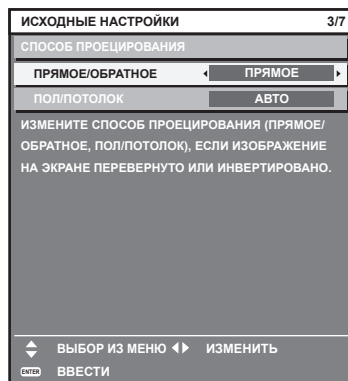 ИСХОДНЫЕ НАСТРОЙКИ 3/7
СПОСОБ ПРОЕЦИРОВАНИЯ
ПРЯМОЕ/ОБРАТНОЕ ПРЯМОЕ
ПОЛ/ПОТОЛОК АВТО
ИЗМЕНИТЕ СПОСОБ ПРОЕЦИРОВАНИЯ (ПРЯМОЕ/
ОБРАТНОЕ, ПОЛ/ПОТОЛОК), ЕСЛИ ИЗОБРАЖЕНИЕ
НА ЭКРАНЕ ПЕРЕВЕРНУТО ИЛИ ИНВЕРТИРОВАНО.
ВЫБОР ИЗ МЕНЮ ИЗМЕНИТЬ
ENTER ВВЕСТИ